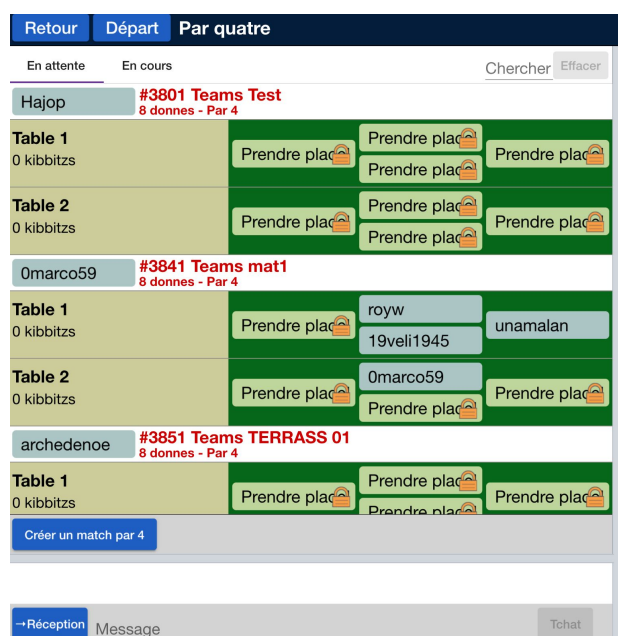 Retour Départ Par quatre
En attente En cours Chercher Effacer
Hajop #3801 Teams Test
8 donnes - Par 4
Table 1
0 kibbitzs
Prendre plac
Prendre plac
Prendre plac
Prendre plac
Table 2
0 kibbitzs
Prendre plac
Prendre plac
Prendre plac
Prendre plac
0marco59 #3841 Teams mat1
8 donnes - Par 4
Table 1
0 kibbitzs
Prendre plac
royw
19veli1945
unamalan
Table 2
0 kibbitzs
Prendre plac
0marco59
Prendre plac
Prendre plac
archedenoe #3851 Teams TERRASS 01
8 donnes - Par 4
Table 1
0 kibbitzs
Prendre plac
Prendre plac
Prendre plac
Prendre plac
Créer un match par 4
→Réception Message Tchat